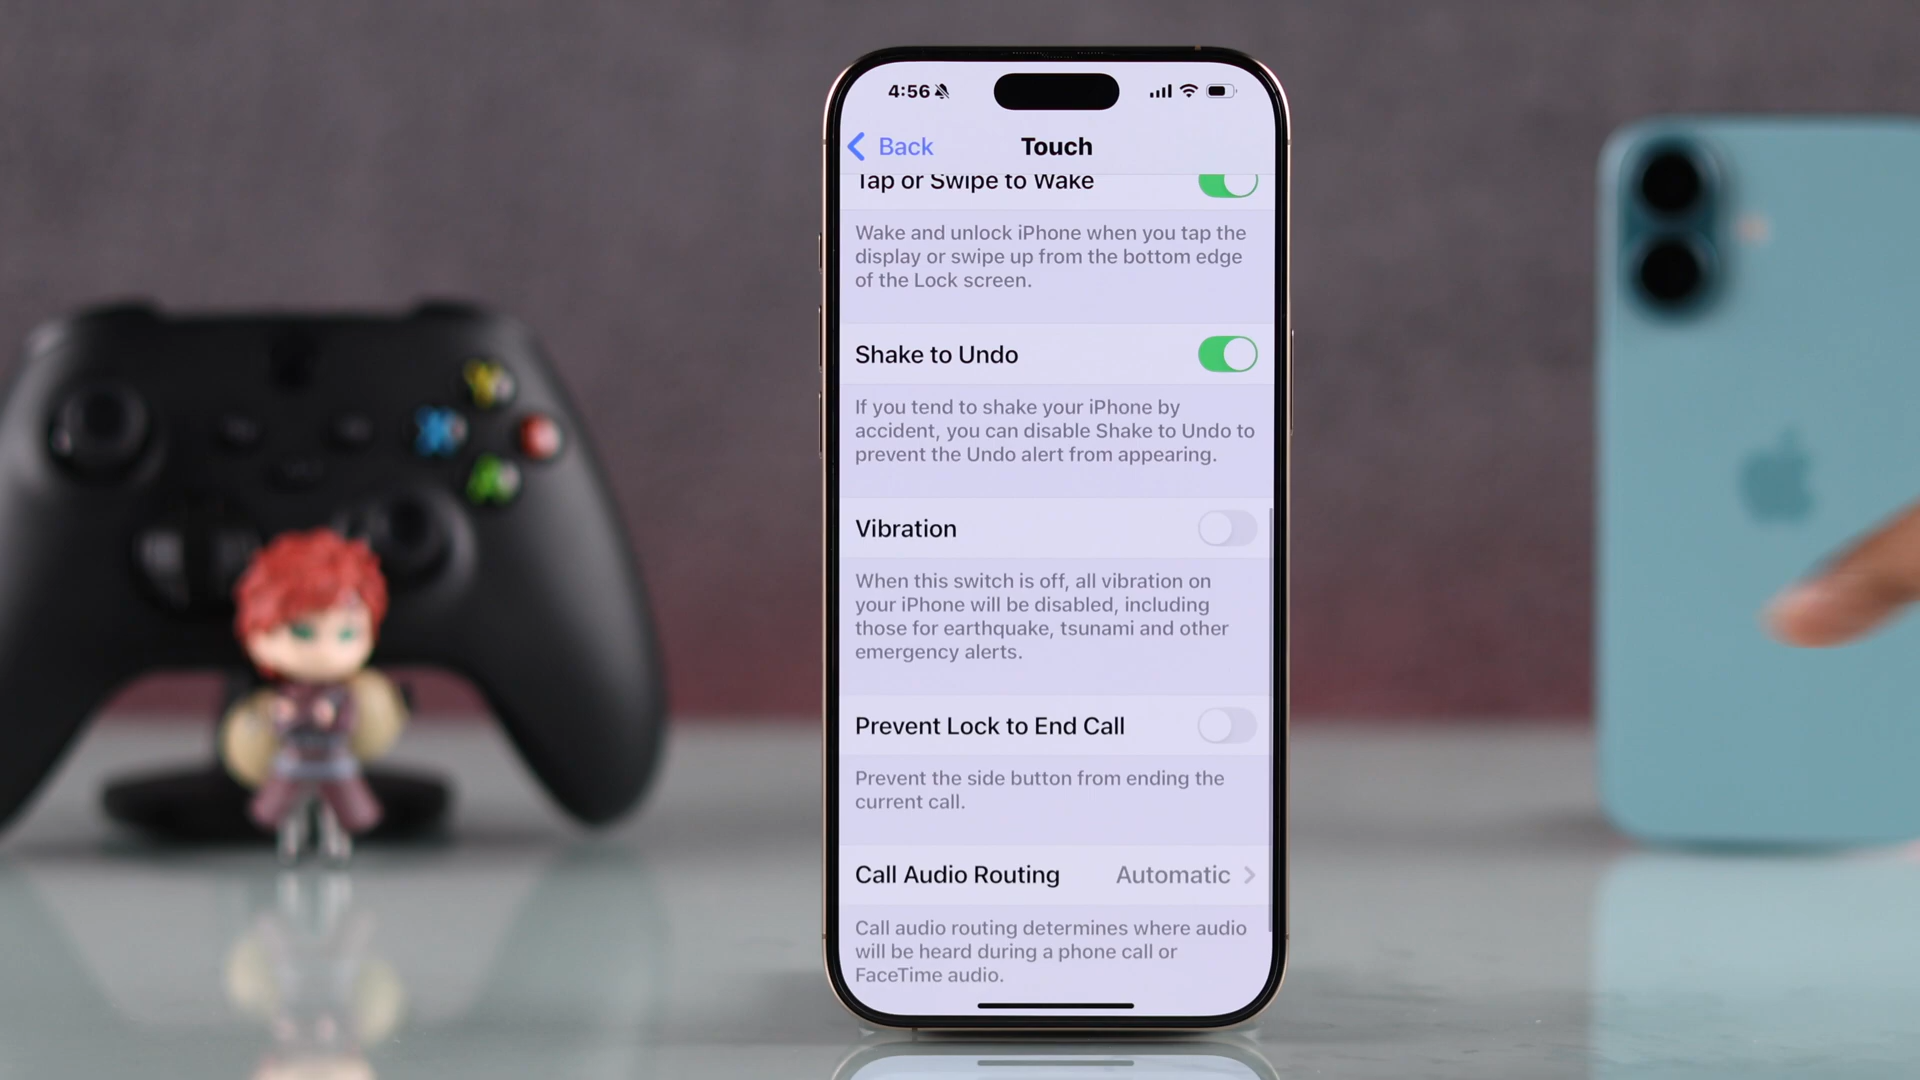 4:56
Back
Touch
Tap or Swipe to Wake
Wake and unlock iPhone when you tap the
display or swipe up from the bottom edge
of the Lock screen.
Shake to Undo
If you tend to shake your iPhone by
accident, you can disable Shake to Undo to
prevent the Undo alert from appearing.
Vibration
When this switch is off, all vibration on
your iPhone will be disabled, including
those for earthquake, tsunami and other
emergency alerts.
Prevent Lock to End Call
Prevent the side button from ending the
current call.
Call Audio Routing
Automatic
Call audio routing determines where audio
will be heard during a phone call or
FaceTime audio.